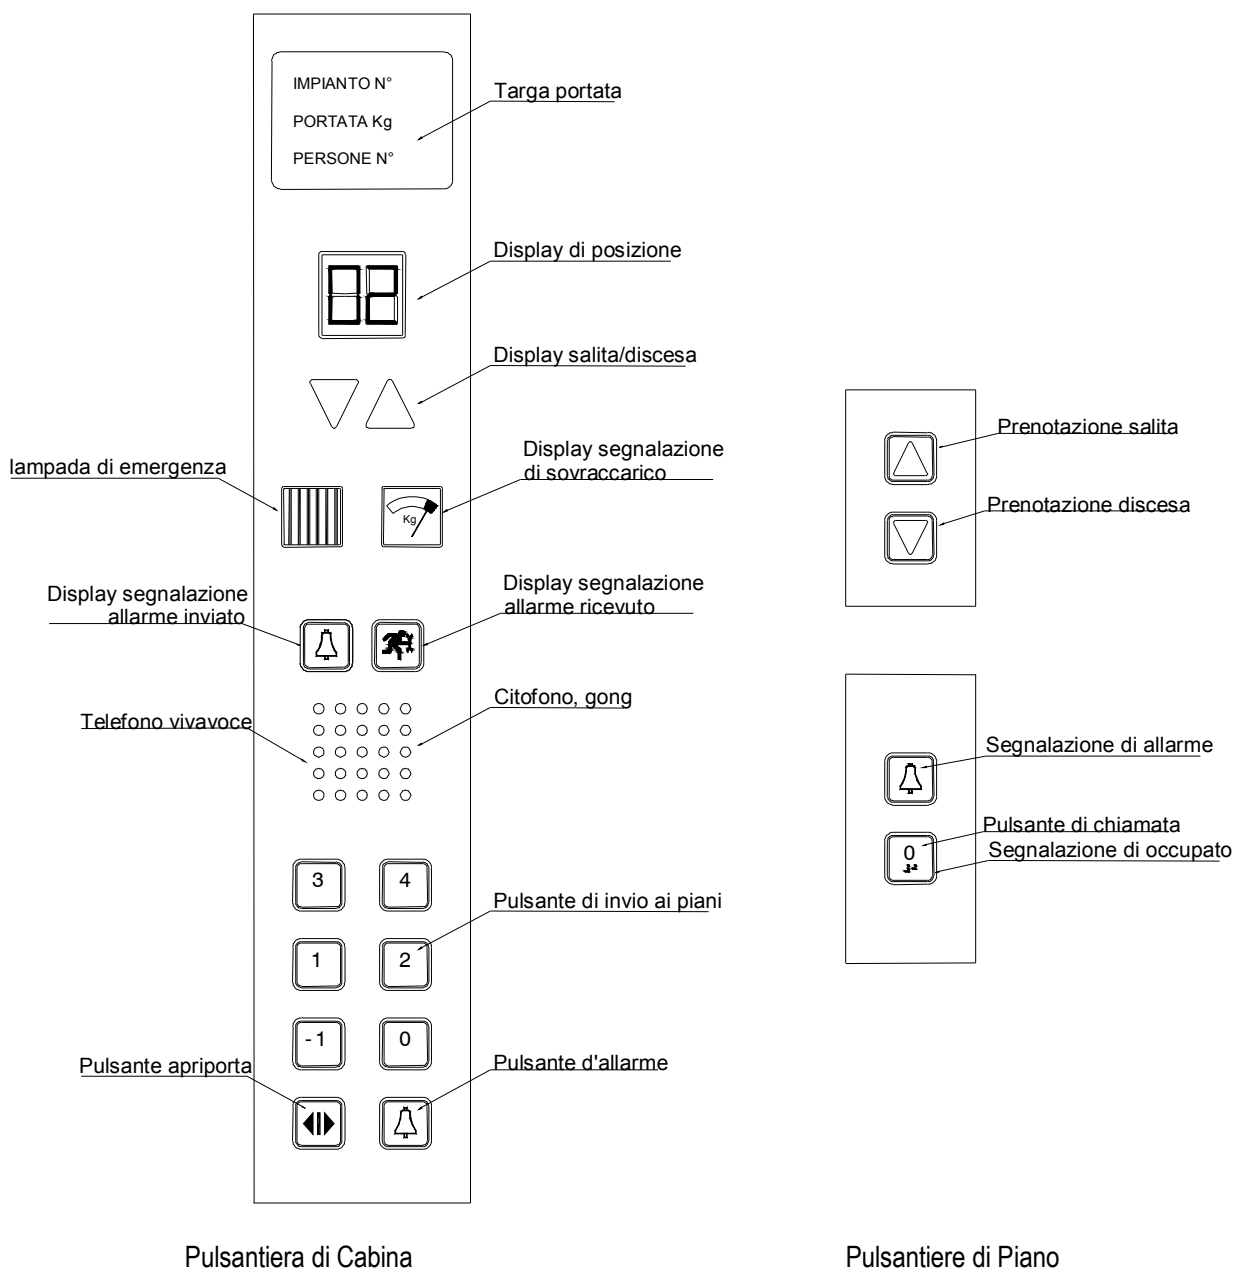 IMPIANTO N°
PORTATA Kg
PERSONE N°
Targa portata
Display di posizione
Display salita/discesa
lampada di emergenza
Display segnalazione
di sovraccarico
Kg
Display segnalazione
allarme inviato
Display segnalazione
allarme ricevuto
Telefono vivavoce
Citofono, gong
3
4
Pulsante di invio ai piani
1
2
-1
0
Pulsante apriporta
Pulsante d'allarme
Pulsantiera di Cabina
Prenotazione salita
Prenotazione discesa
Segnalazione di allarme
Pulsante di chiamata
0
Segnalazione di occupato
Pulsantiere di Piano